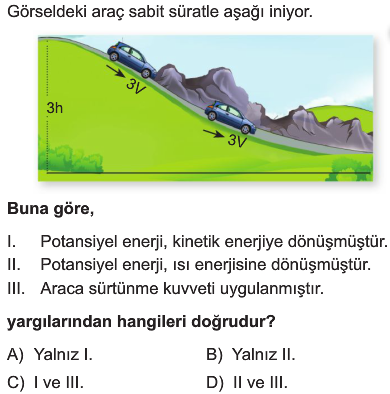 Görseldeki araç sabit süratle aşağı iniyor.
3V
3h
3V
Buna göre,
I. Potansiyel enerji, kinetik enerjiye dönüşmüştür.
II. Potansiyel enerji, ısı enerjisine dönüşmüştür.
III. Araca sürtünme kuvveti uygulanmıştır.
yargılarından hangileri doğrudur?
A) Yalnız I. B) Yalnız II.
C) I ve III. D) II ve III.